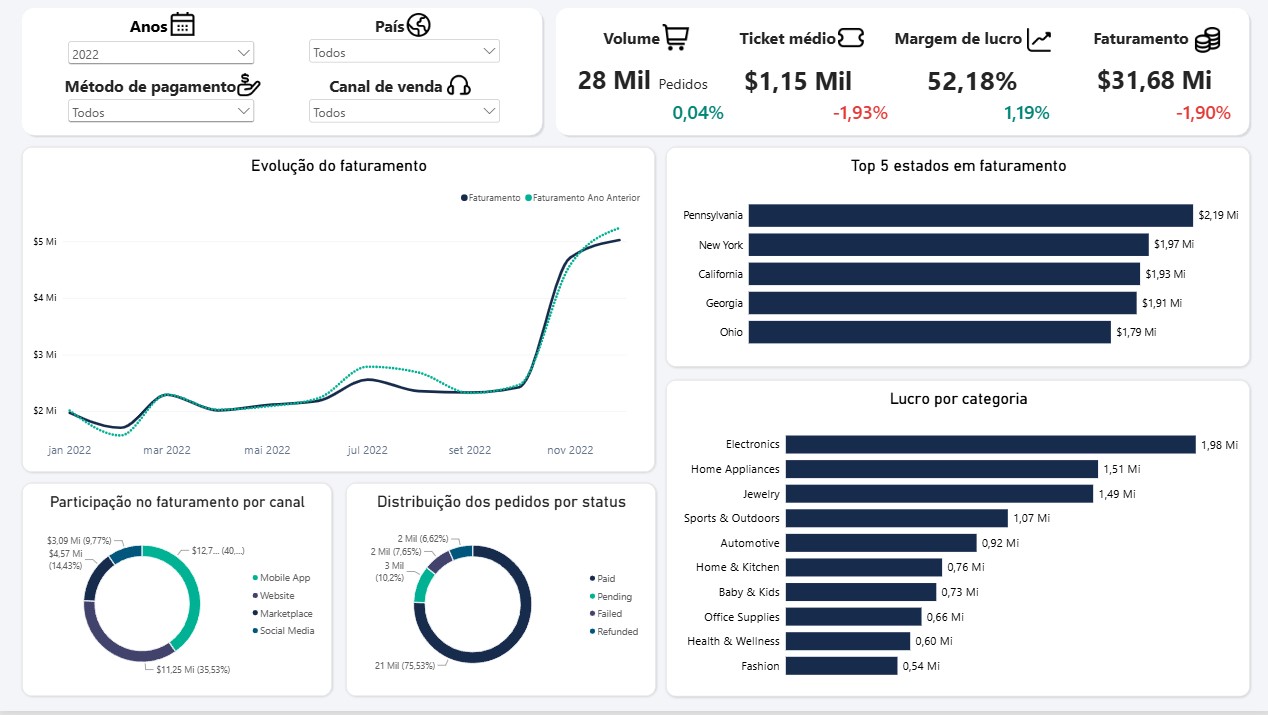 Anos
2022
País
Todos
Método de pagamento
Todos
Canal de venda
Todos
Volume
28 Mil Pedidos
0,04%
Ticket médio
$1,15 Mil
-1,93%
Margem de lucro
52,18%
1,19%
Faturamento
$31,68 Mi
-1,90%
Evolução do faturamento
Faturamento Faturamento Ano Anterior
$5 Mi
$4 Mi
$3 Mi
$2 Mi
jan 2022 mar 2022 mai 2022 jul 2022 set 2022 nov 2022
Top 5 estados em faturamento
Pennsylvania $2,19 Mi
New York $1,97 Mi
California $1,93 Mi
Georgia $1,91 Mi
Ohio $1,79 Mi
Lucro por categoria
Electronics 1,98 Mi
Home Appliances 1,51 Mi
Jewelry 1,49 Mi
Sports & Outdoors 1,07 Mi
Automotive 0,92 Mi
Home & Kitchen 0,76 Mi
Baby & Kids 0,73 Mi
Office Supplies 0,66 Mi
Health & Wellness 0,60 Mi
Fashion 0,54 Mi
Participação no faturamento por canal
$3,09 Mi (9,77%)
$4,57 Mi
(14,43%)
$12,7... (40,...)
$11,25 Mi (35,53%)
Mobile App
Website
Marketplace
Social Media
Distribuição dos pedidos por status
2 Mil (6,62%)
2 Mil (7,65%)
3 Mil
(10,2%)
21 Mil (75,53%)
Paid
Pending
Failed
Refunded